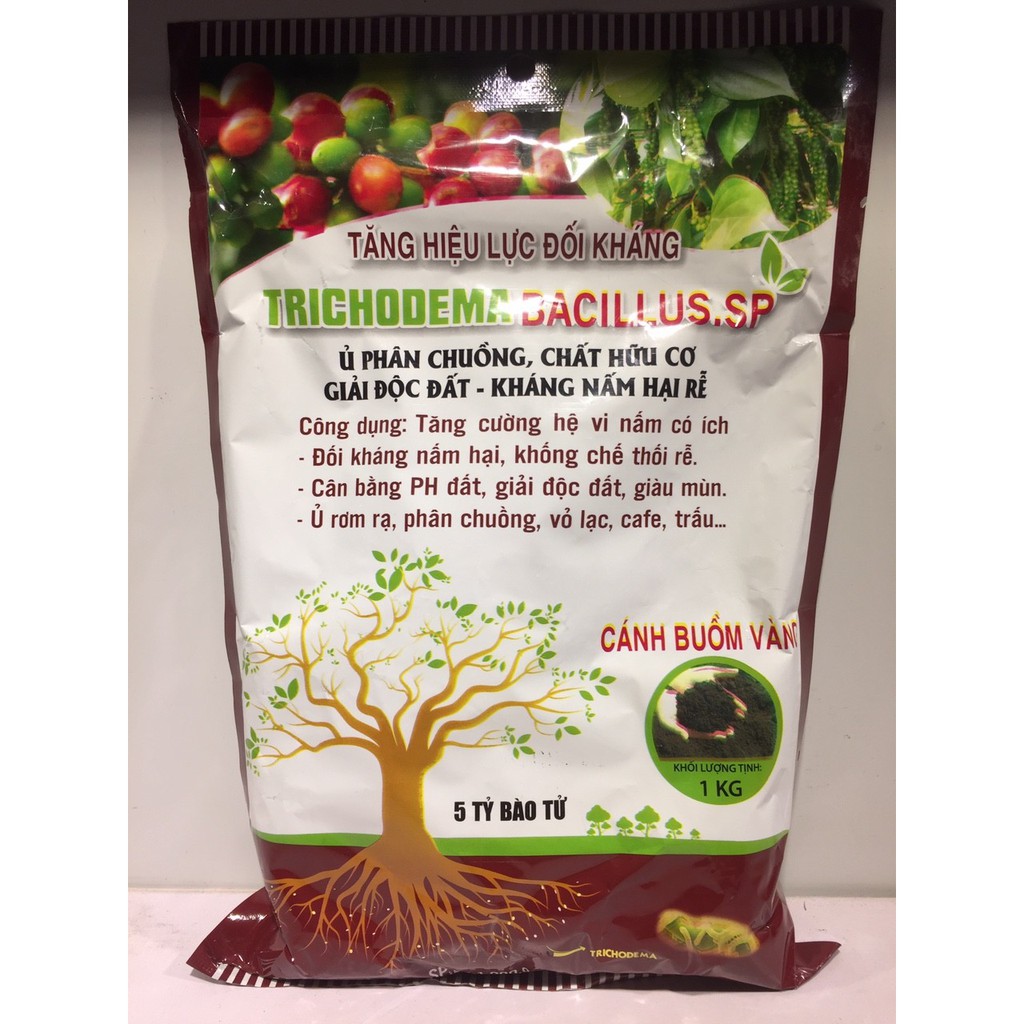 TĂNG HIỆU LỰC ĐỐI KHÁNG
TRICHODEMA BACILLUS.SP
Ủ PHÂN CHUỒNG, CHẤT HỮU CƠ
GIẢI ĐỘC ĐẤT - KHÁNG NẤM HẠI RỄ
Công dụng: Tăng cường hệ vi nấm có ích
- Đối kháng nấm hại, khống chế thối rễ.
- Cân bằng PH đất, giải độc đất, giàu mùn.
- Ủ rơm rạ, phân chuồng, vỏ lạc, cafe, trấu...
CÁNH BUỒM VÀNG
KHỐI LƯỢNG TỊNH:
1 KG
5 TỶ BÀO TỬ
TRICHODEMA